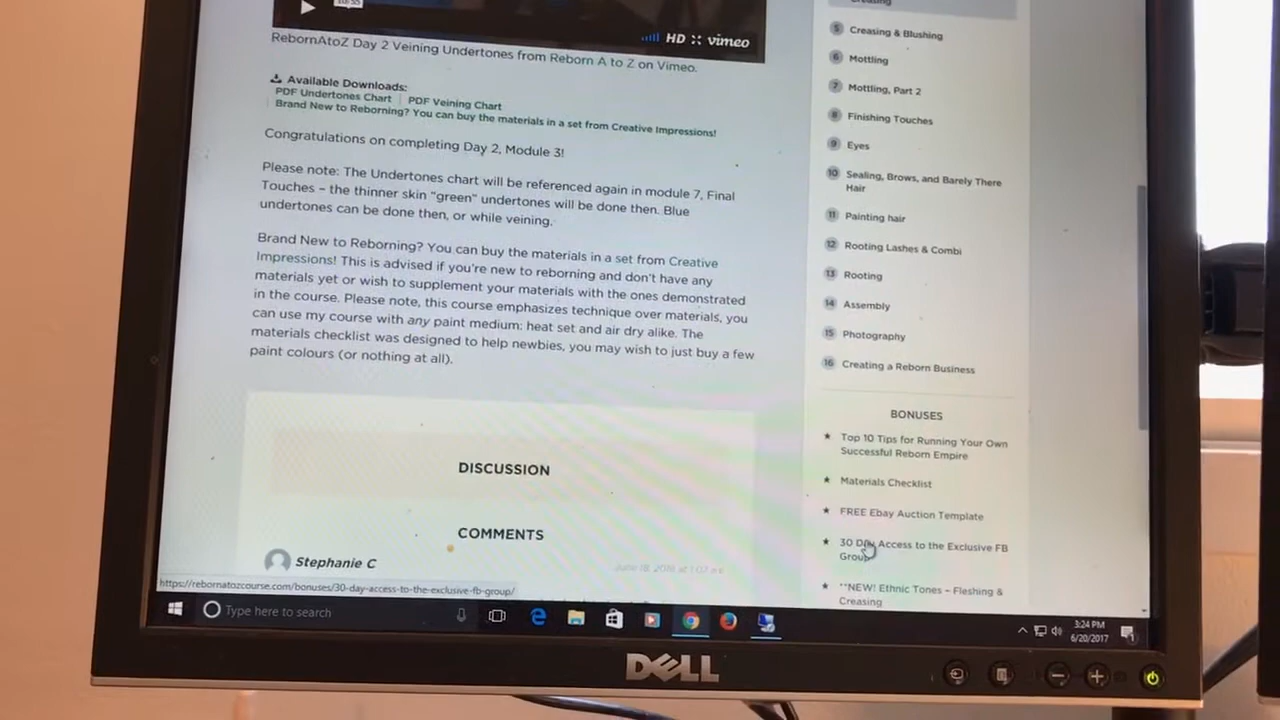 HD vimeo
RebornAtoZ Day 2 Veining Undertones from Reborn A to Z on Vimeo.
Available Downloads:
PDF Undertones Chart | PDF Veining Chart
| Brand New to Reborning? You can buy the materials in a set from Creative Impressions!
Congratulations on completing Day 2, Module 3!
Please note: The Undertones chart will be referenced again in module 7, Final
Touches – the thinner skin "green" undertones will be done then. Blue
undertones can be done then, or while veining.
Brand New to Reborning? You can buy the materials in a set from Creative
Impressions! This is advised if you're new to reborning and don't have any
materials yet or wish to supplement your materials with the ones demonstrated
in the course. Please note, this course emphasizes technique over materials, you
can use my course with any paint medium: heat set and air dry alike. The
materials checklist was designed to help newbies, you may wish to just buy a few
paint colours (or nothing at all).
DISCUSSION
COMMENTS
Stephanie C
https://rebornatozcourse.com/bonuses/30-day-access-to-the-exclusive-fb-group/
Creasing
5 Creasing & Blushing
6 Mottling
7 Mottling, Part 2
8 Finishing Touches
9 Eyes
10 Sealing, Brows, and Barely There
Hair
11 Painting hair
12 Rooting Lashes & Combi
13 Rooting
14 Assembly
15 Photography
16 Creating a Reborn Business
BONUSES
Top 10 Tips for Running Your Own
Successful Reborn Empire
Materials Checklist
FREE Ebay Auction Template
30 Day Access to the Exclusive FB
Group
**NEW! Ethnic Tones – Fleshing &
Creasing
Type here to search
3:24 PM
6/20/2017
DELL